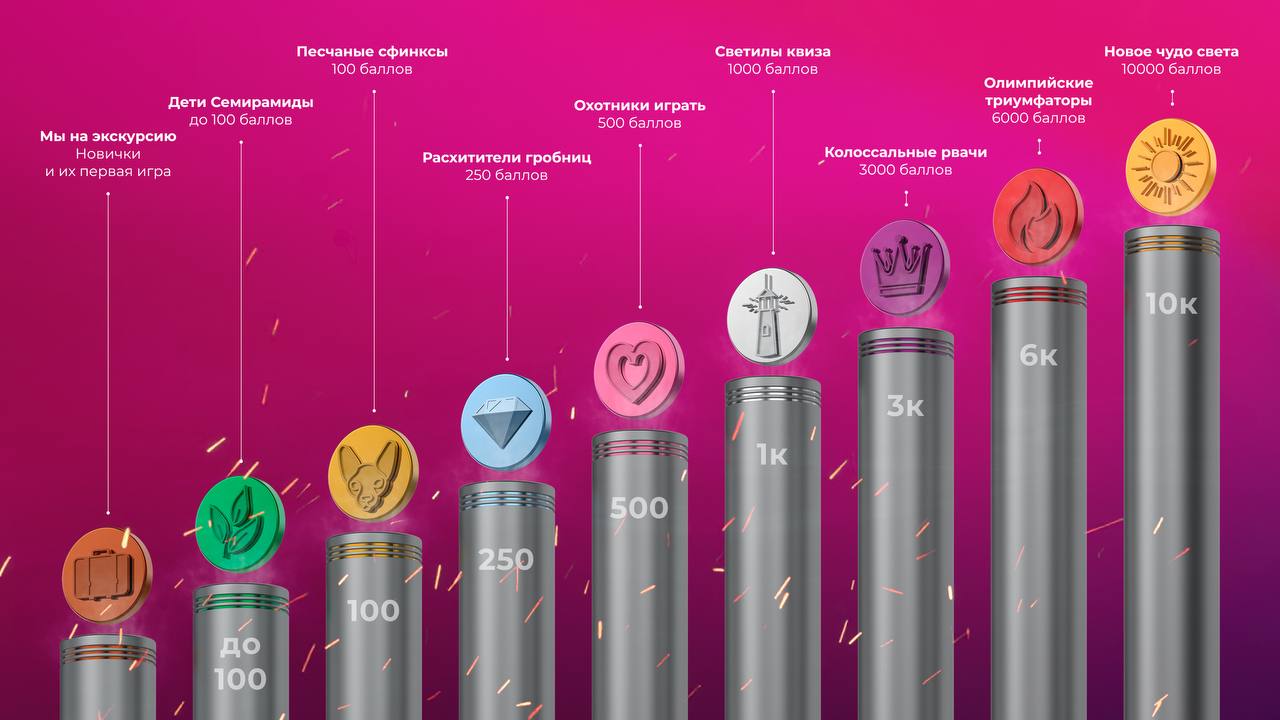 Мы на экскурсию
Новички
и их первая игра
Дети Семирамиды
до 100 баллов
Песчаные сфинксы
100 баллов
Расхитители гробниц
250 баллов
Охотники играть
500 баллов
Светилы квиза
1000 баллов
Колоссальные рвачи
3000 баллов
Олимпийские
триумфаторы
6000 баллов
Новое чудо света
10000 баллов
до
100
100
250
500
1к
3к
6к
10к